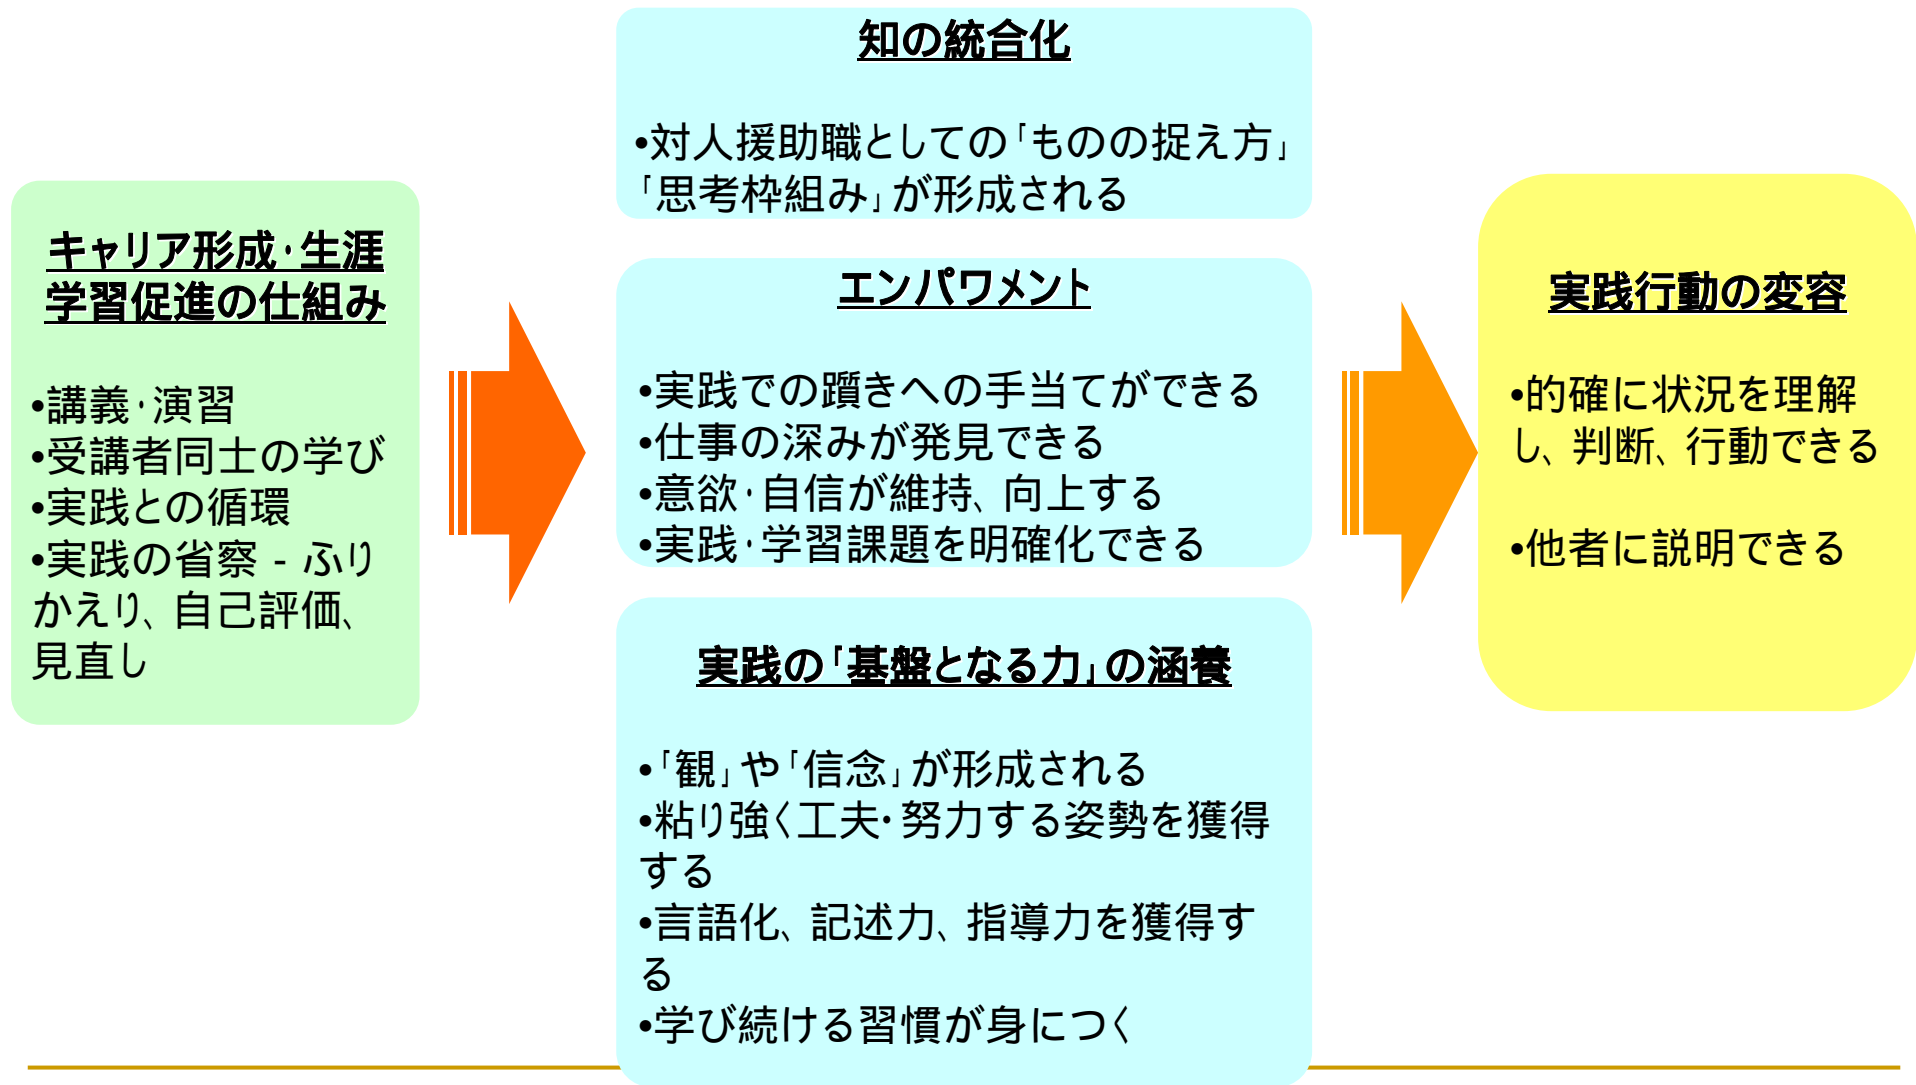 キャリア形成・生涯
学習促進の仕組み
•講義・演習
•受講者同士の学び
•実践との循環
•実践の省察 - ふり
かえり、自己評価、
見直し
知の統合化
•対人援助職としての「ものの捉え方」
「思考枠組み」が形成される
エンパワメント
•実践での躓きへの手当てができる
•仕事の深みが発見できる
•意欲・自信が維持、向上する
•実践・学習課題を明確化できる
実践の「基盤となる力」の涵養
•「観」や「信念」が形成される
•粘り強く工夫・努力する姿勢を獲得
する
•言語化、記述力、指導力を獲得す
る
•学び続ける習慣が身につく
実践行動の変容
•的確に状況を理解
し、判断、行動できる
•他者に説明できる